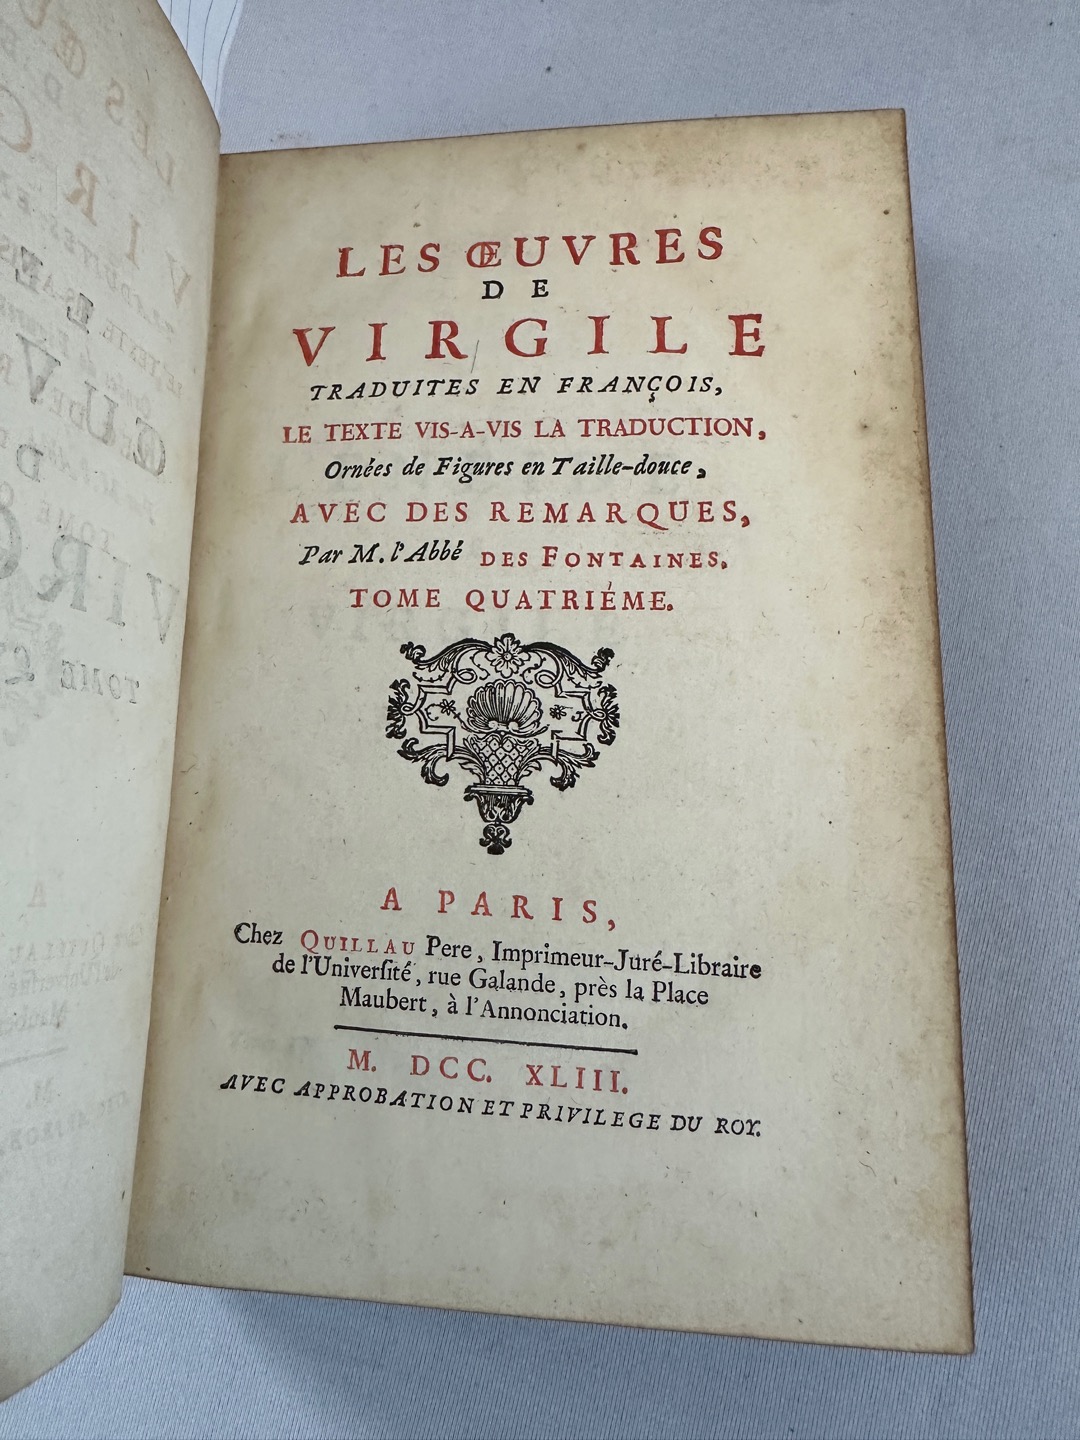 LES ŒUVRES
DE
VIRGILE
TRADUITES EN FRANÇOIS,
LE TEXTE VIS-A-VIS LA TRADUCTION,
Ornées de Figures en Taille-douce,
AVEC DES REMARQUES,
Par M. l'Abbé DES FONTAINES.
TOME QUATRIÉME.
A PARIS,
Chez QUILLAU Pere, Imprimeur-Juré-Libraire
de l'Univerſité, rue Galande, près la Place
Maubert, à l'Annonciation.
M. DCC. XLIII.
AVEC APPROBATION ET PRIVILEGE DU ROY.